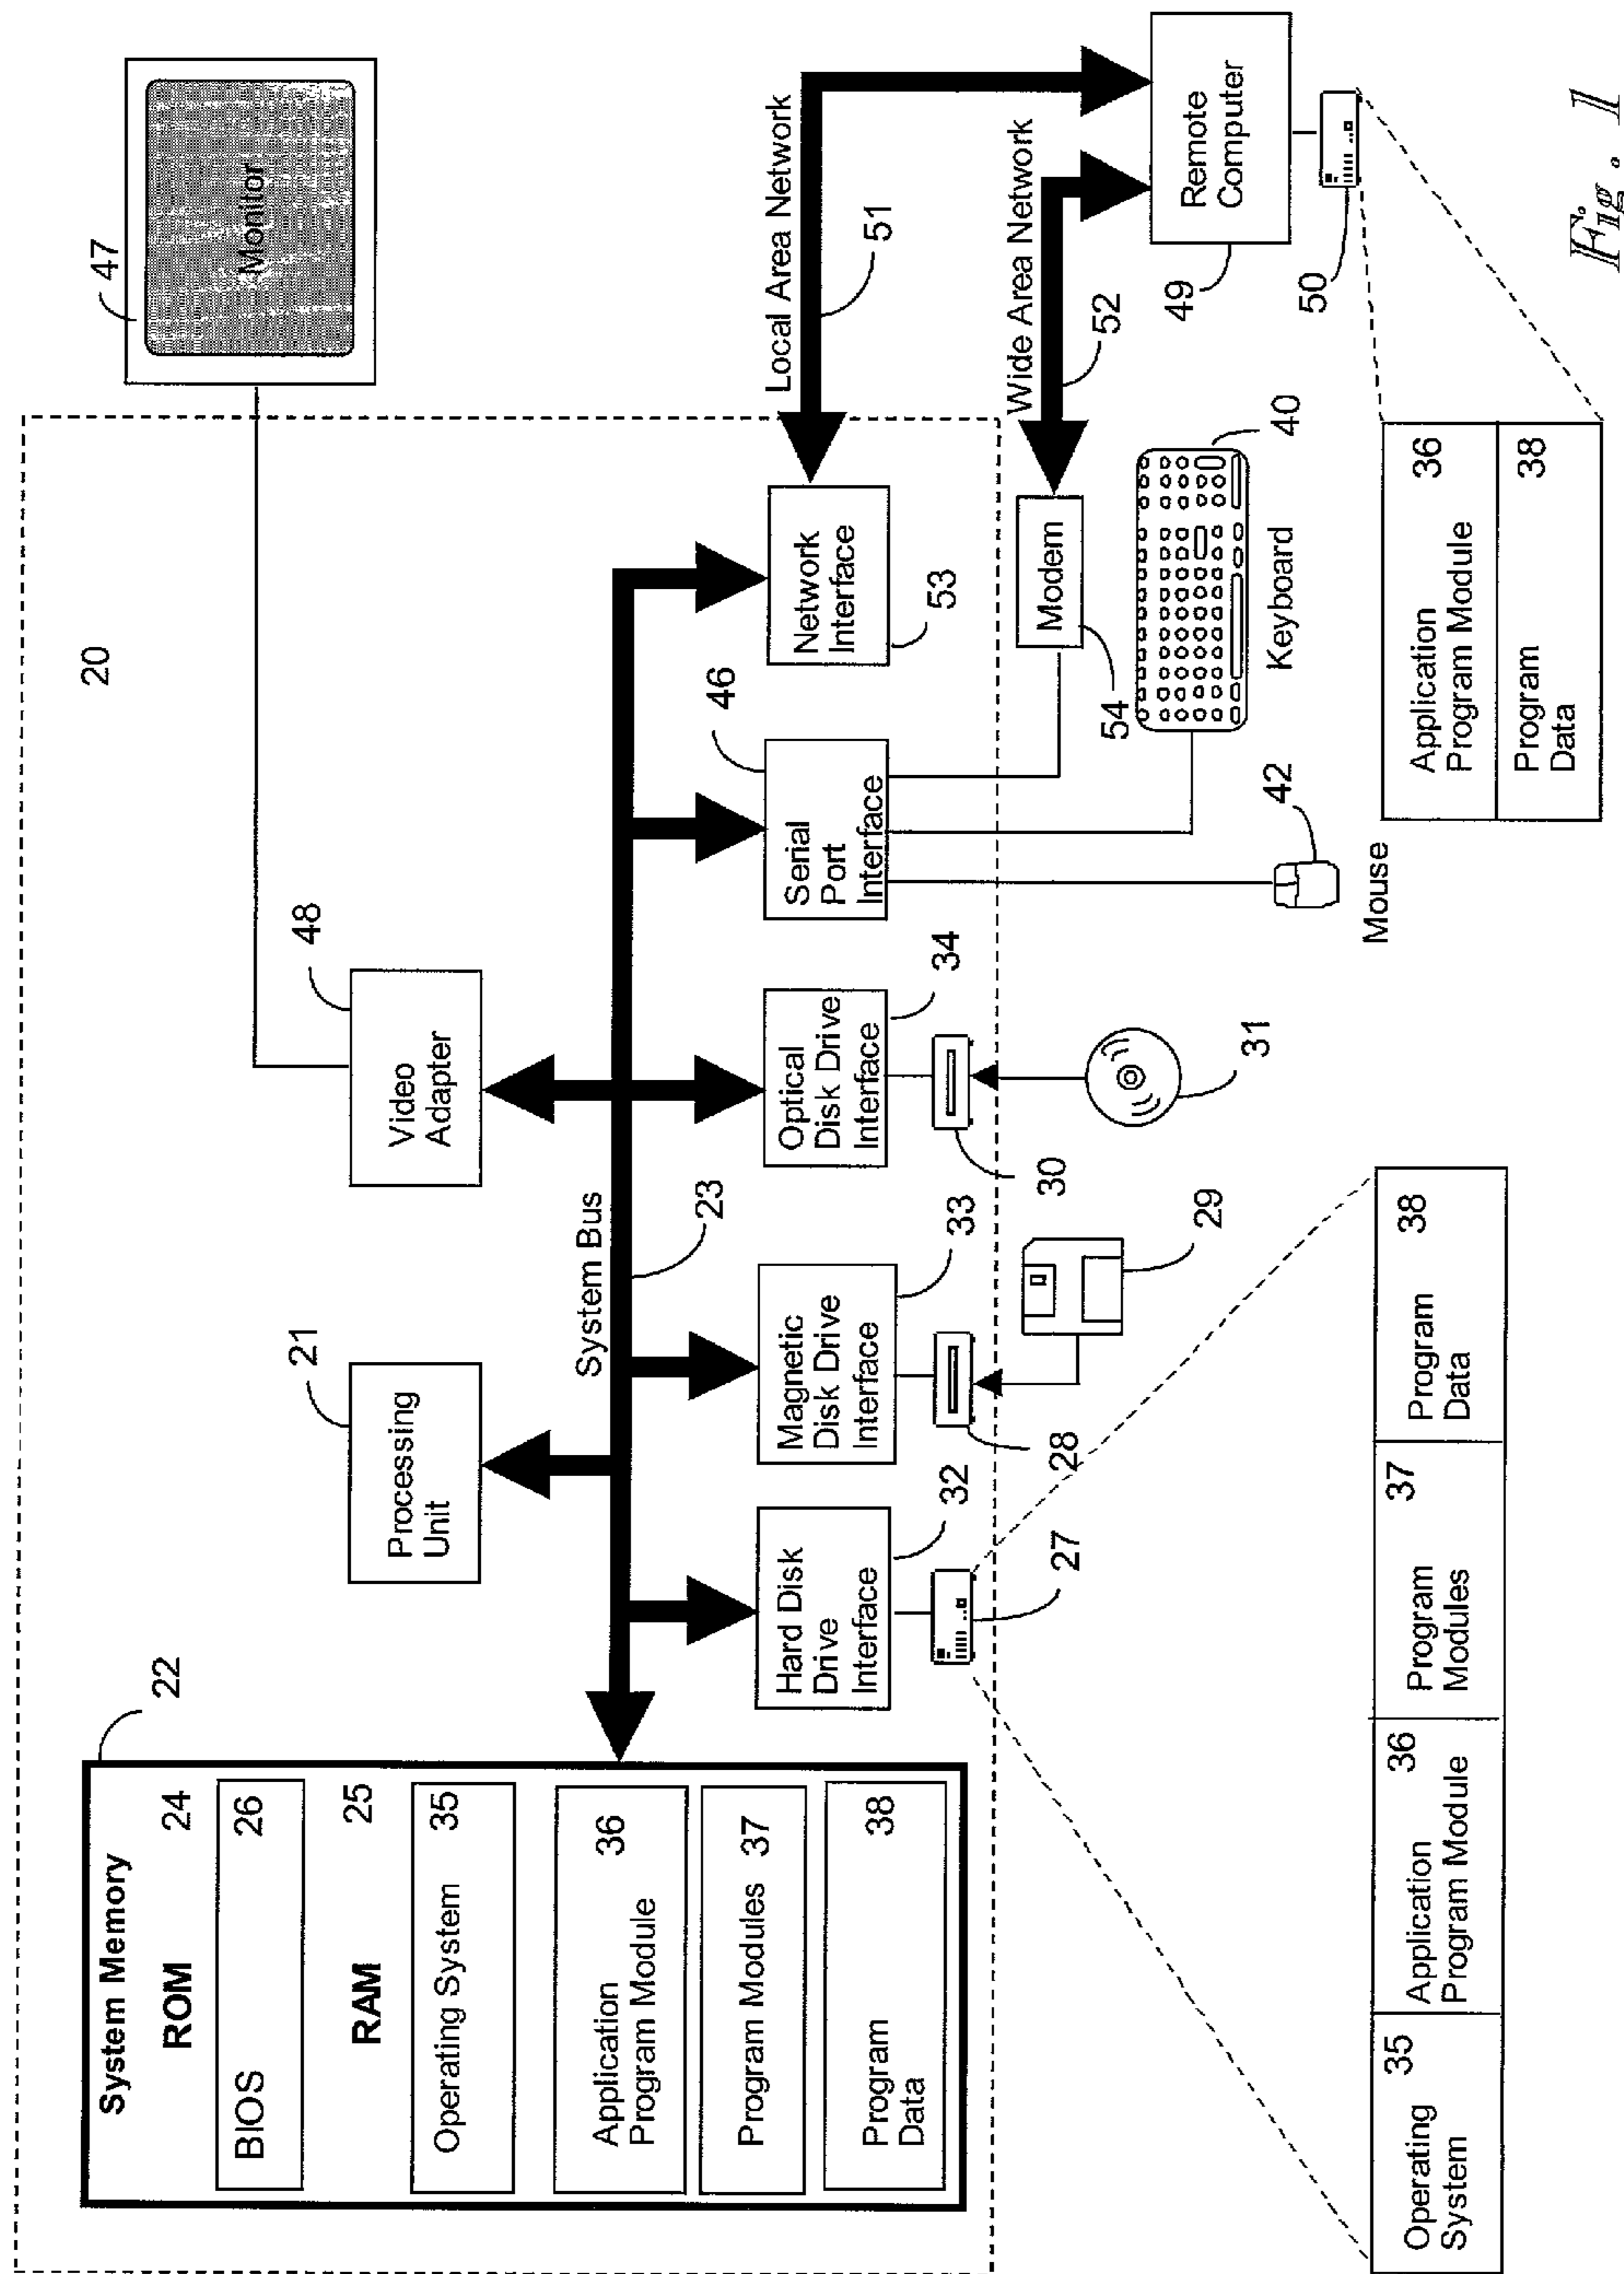 20
47
Monitor
System Memory
22
ROM
24
BIOS
26
RAM
25
Operating System
35
Application
Program Module
36
Program Modules
37
Program
Data
38
21
Processing
Unit
48
Video
Adapter
System Bus
23
Hard Disk
Drive
Interface
32
Magnetic
Disk Drive
Interface
33
Optical
Disk Drive
Interface
34
Serial
Port
Interface
46
Network
Interface
53
Local Area Network
51
27
28
30
29
31
Modem
54
Wide Area Network
52
Mouse
42
Keyboard
40
Remote
Computer
49
50
Operating
System
35
Application
Program Module
36
Program
Modules
37
Program
Data
38
Application
Program Module
36
Program
Data
38
Fig. 1